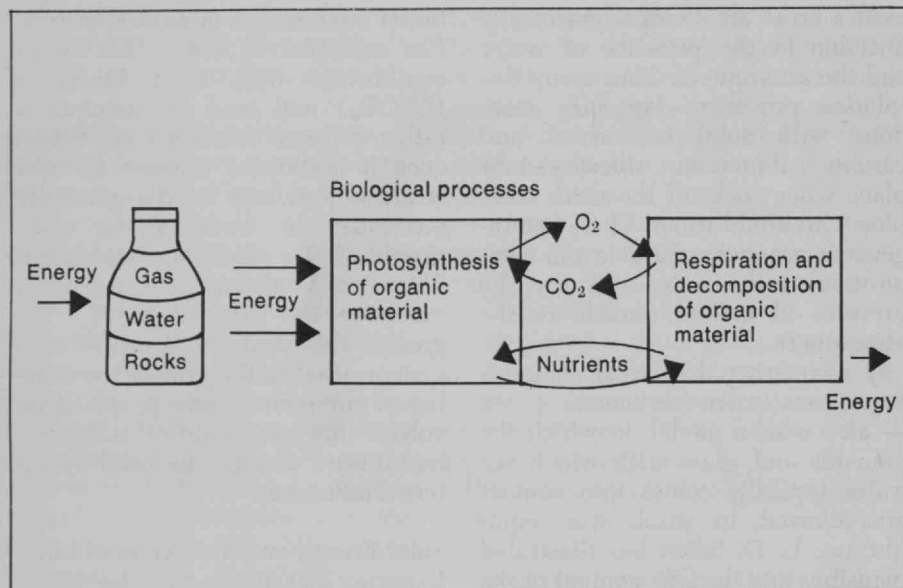 Biological processes
Energy
Gas
Water
Rocks
Energy
Photosynthesis
of organic
material
O₂
CO₂
Nutrients
Respiration and
decomposition
of organic
material
Energy